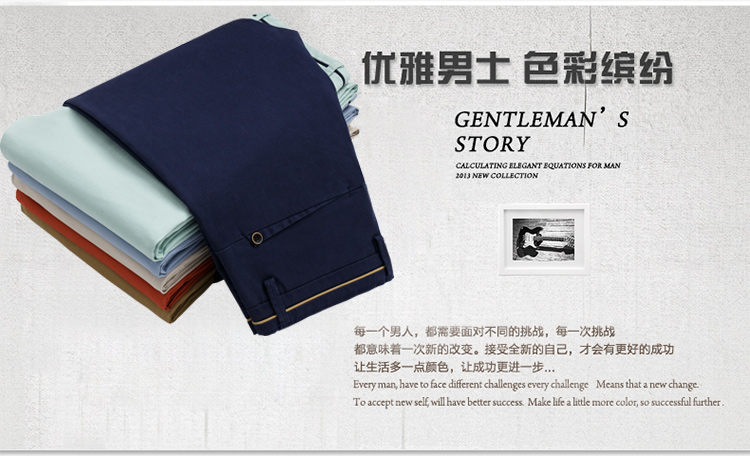 优雅男士 色彩缤纷
GENTLEMAN'S
STORY
CALCULATING ELEGANT EQUATIONS FOR MAN
2013 NEW COLLECTION
每一个男人，都需要面对不同的挑战，每一次挑战
都意味着一次新的改变。接受全新的自己，才会有更好的成功
让生活多一点颜色，让成功更进一步...
Every man, have to face different challenges every challenge Means that a new change.
To accept new self, will have better success. Make life a little more color, so successful further .